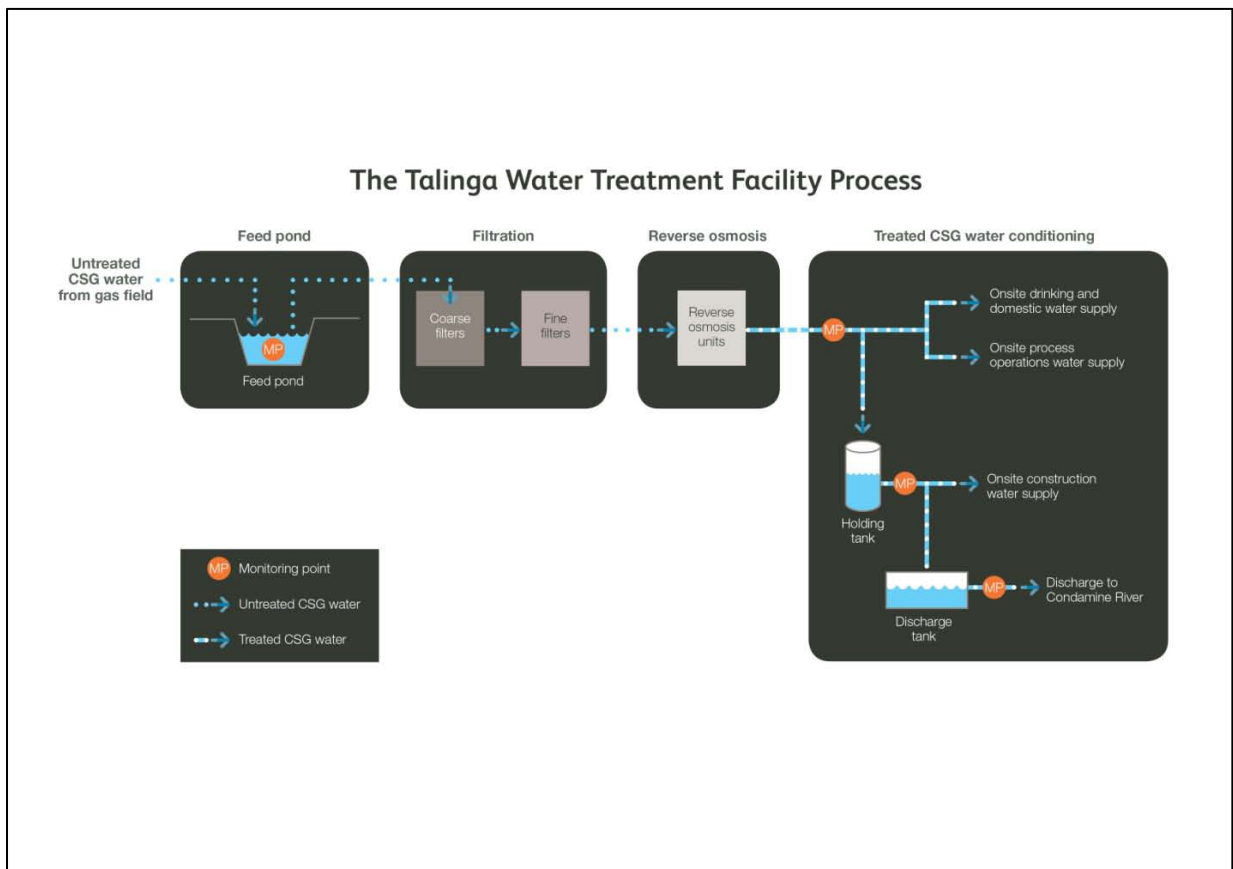 The Talinga Water Treatment Facility Process
Feed pond
Filtration
Reverse osmosis
Treated CSG water conditioning
Untreated
CSG water
from gas field
MP
Feed pond
Coarse
filters
Fine
filters
Reverse
osmosis
units
MP
Onsite drinking and
domestic water supply
Onsite process
operations water supply
Holding
tank
MP
Onsite construction
water supply
Discharge
tank
MP
Discharge to
Condamine River
MP Monitoring point
Untreated CSG water
Treated CSG water